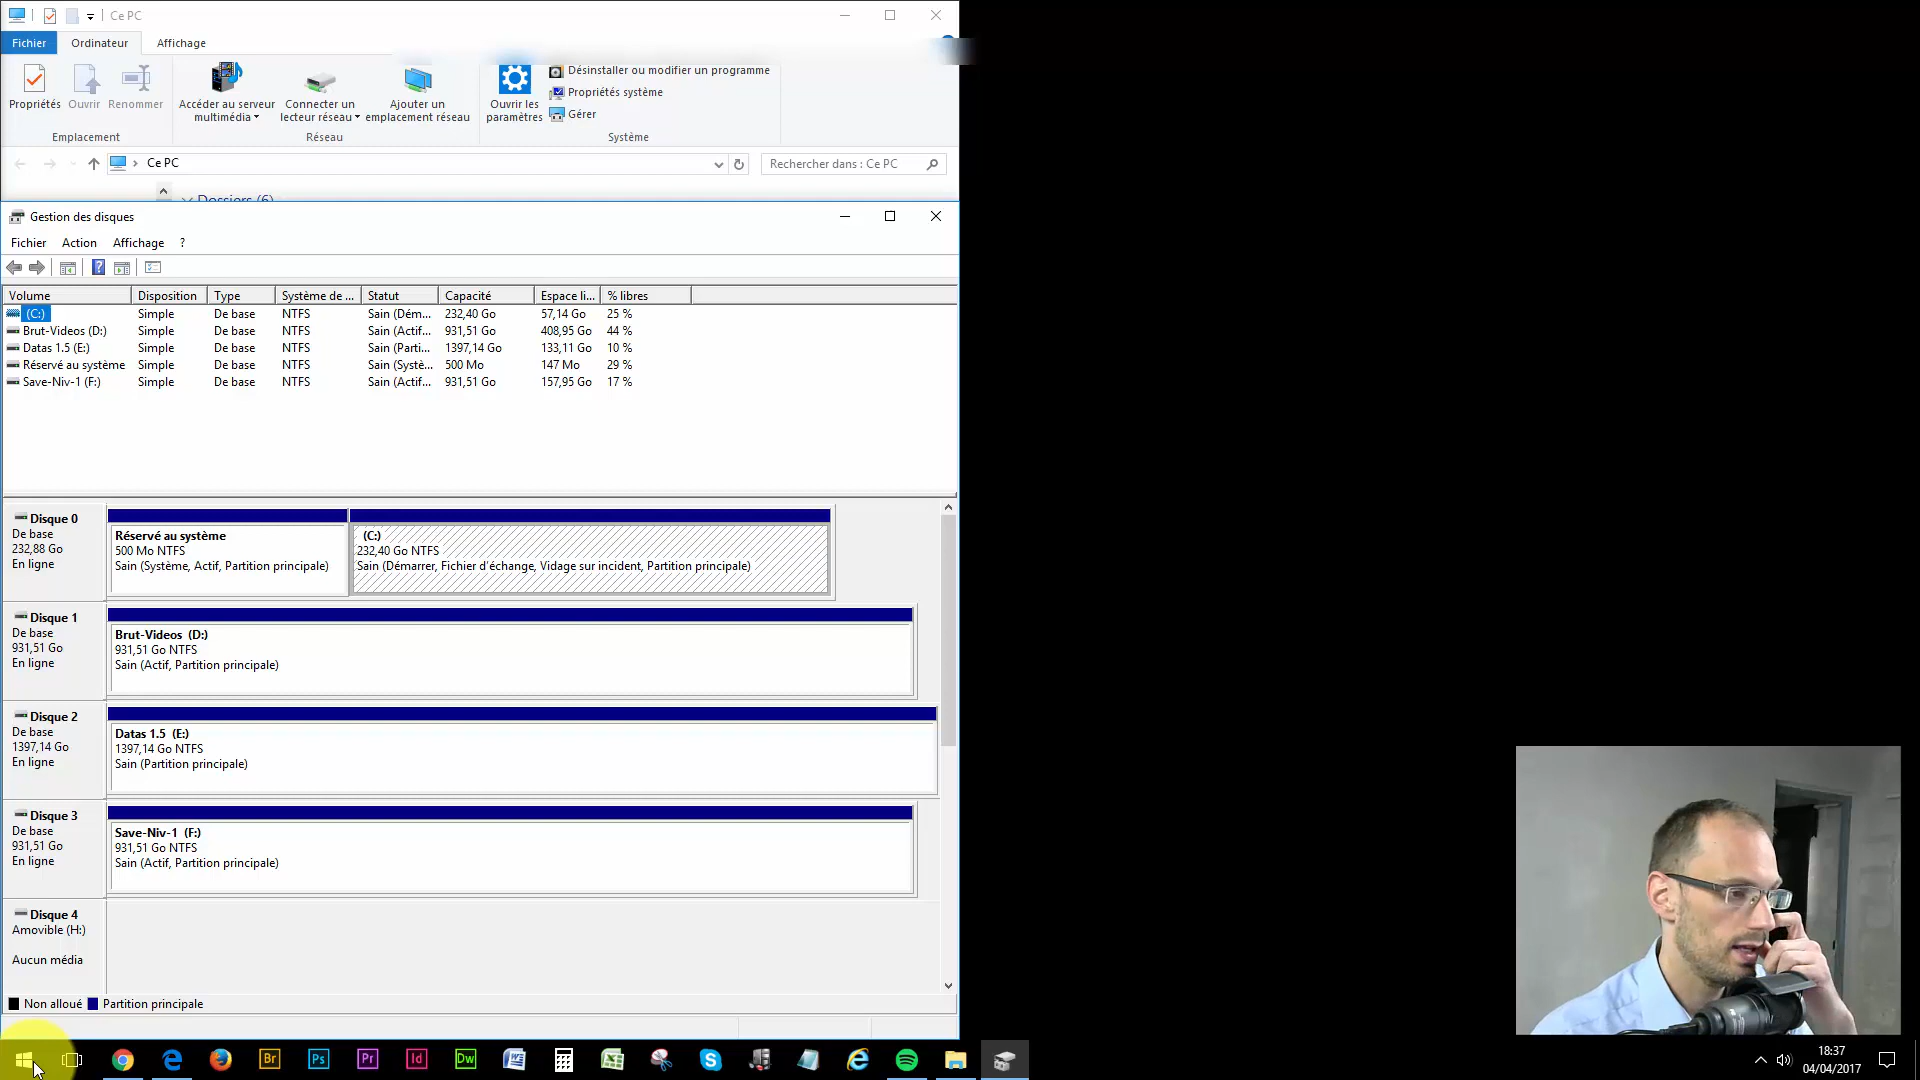 Ce PC
Fichier Ordinateur Affichage
Propriétés Ouvrir Renommer
Emplacement
Accéder au serveur multimédia
Connecter un lecteur réseau
Ajouter un emplacement réseau
Réseau
Ouvrir les paramètres
Désinstaller ou modifier un programme
Propriétés système
Gérer
Système
Ce PC
Rechercher dans : Ce PC
Dossiers (6)
Gestion des disques
Fichier Action Affichage ?
Volume Disposition Type Système de ... Statut Capacité Espace li... % libres
(C:) Simple De base NTFS Sain (Dém... 232,40 Go 57,14 Go 25 %
Brut-Videos (D:) Simple De base NTFS Sain (Actif... 931,51 Go 408,95 Go 44 %
Datas 1.5 (E:) Simple De base NTFS Sain (Parti... 1397,14 Go 133,11 Go 10 %
Réservé au système Simple De base NTFS Sain (Systè... 500 Mo 147 Mo 29 %
Save-Niv-1 (F:) Simple De base NTFS Sain (Actif... 931,51 Go 157,95 Go 17 %
Disque 0
De base
232,88 Go
En ligne
Réservé au système
500 Mo NTFS
Sain (Système, Actif, Partition principale)
(C:)
232,40 Go NTFS
Sain (Démarrer, Fichier d'échange, Vidage sur incident, Partition principale)
Disque 1
De base
931,51 Go
En ligne
Brut-Videos (D:)
931,51 Go NTFS
Sain (Actif, Partition principale)
Disque 2
De base
1397,14 Go
En ligne
Datas 1.5 (E:)
1397,14 Go NTFS
Sain (Partition principale)
Disque 3
De base
931,51 Go
En ligne
Save-Niv-1 (F:)
931,51 Go NTFS
Sain (Actif, Partition principale)
Disque 4
Amovible (H:)
Aucun média
Non alloué Partition principale
Br Ps Pr Id Dw
18:37
04/04/2017